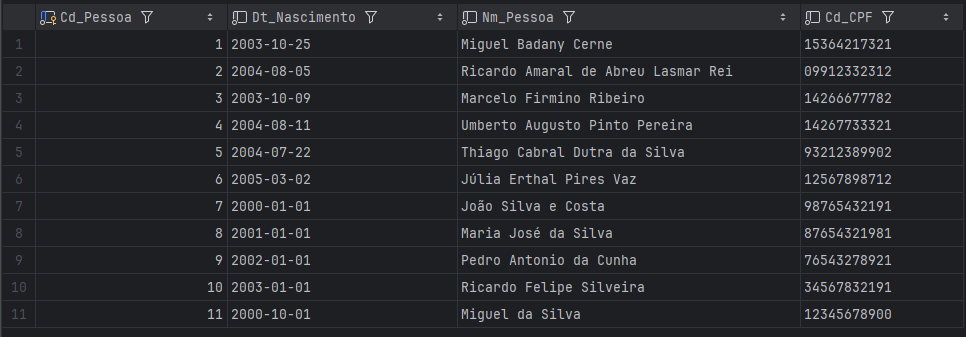 Cd_Pessoa Dt_Nascimento Nm_Pessoa Cd_CPF
1 1 2003-10-25 Miguel Badany Cerne 15364217321
2 2 2004-08-05 Ricardo Amaral de Abreu Lasmar Rei 09912332312
3 3 2003-10-09 Marcelo Firmino Ribeiro 14266677782
4 4 2004-08-11 Umberto Augusto Pinto Pereira 14267733321
5 5 2004-07-22 Thiago Cabral Dutra da Silva 93212389902
6 6 2005-03-02 Júlia Erthal Pires Vaz 12567898712
7 7 2000-01-01 João Silva e Costa 98765432191
8 8 2001-01-01 Maria José da Silva 87654321981
9 9 2002-01-01 Pedro Antonio da Cunha 76543278921
10 10 2003-01-01 Ricardo Felipe Silveira 34567832191
11 11 2000-10-01 Miguel da Silva 12345678900